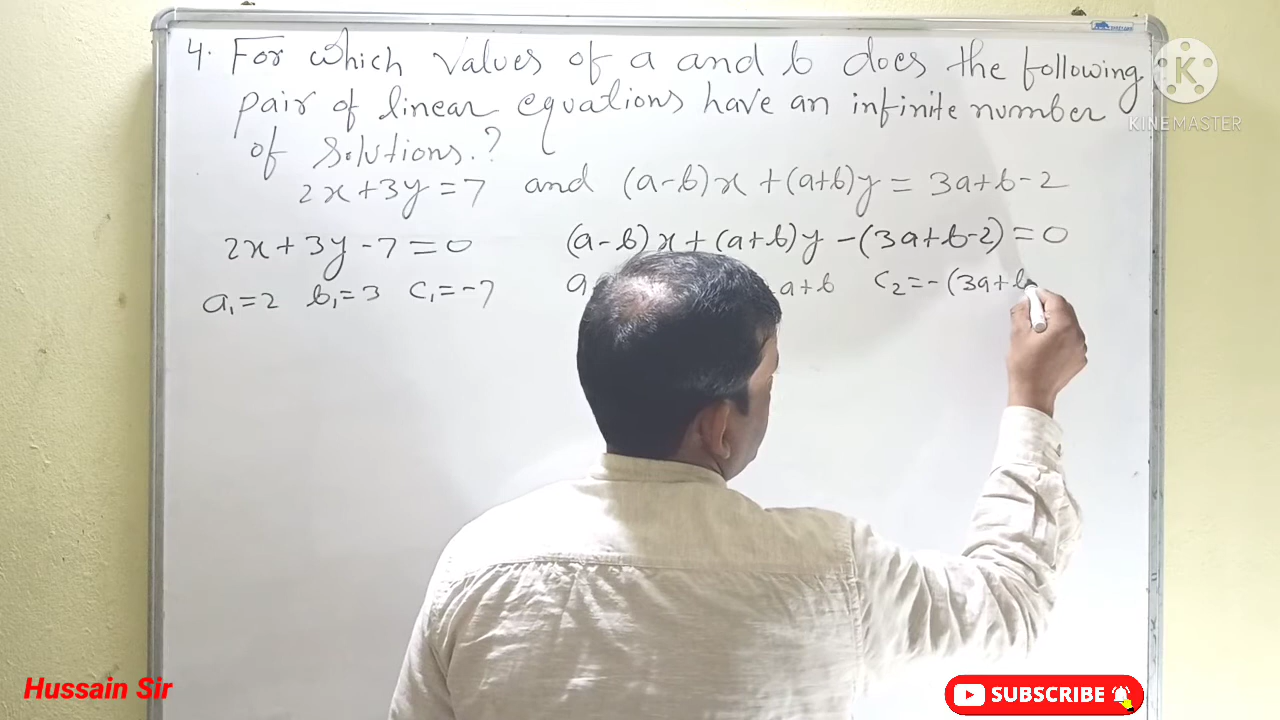 4. For which values of a and b does the following
pair of linear equations have an infinite number
of solutions.?
2x+3y=7 and (a-b)x+(a+b)y=3a+b-2
2x+3y-7=0 (a-b)x+(a+b)y-(3a+b-2)=0
a₁=2 b₁=3 c₁=-7 a+b c₂=-(3a+b
K
KINEMASTER
Hussain Sir
SUBSCRIBE